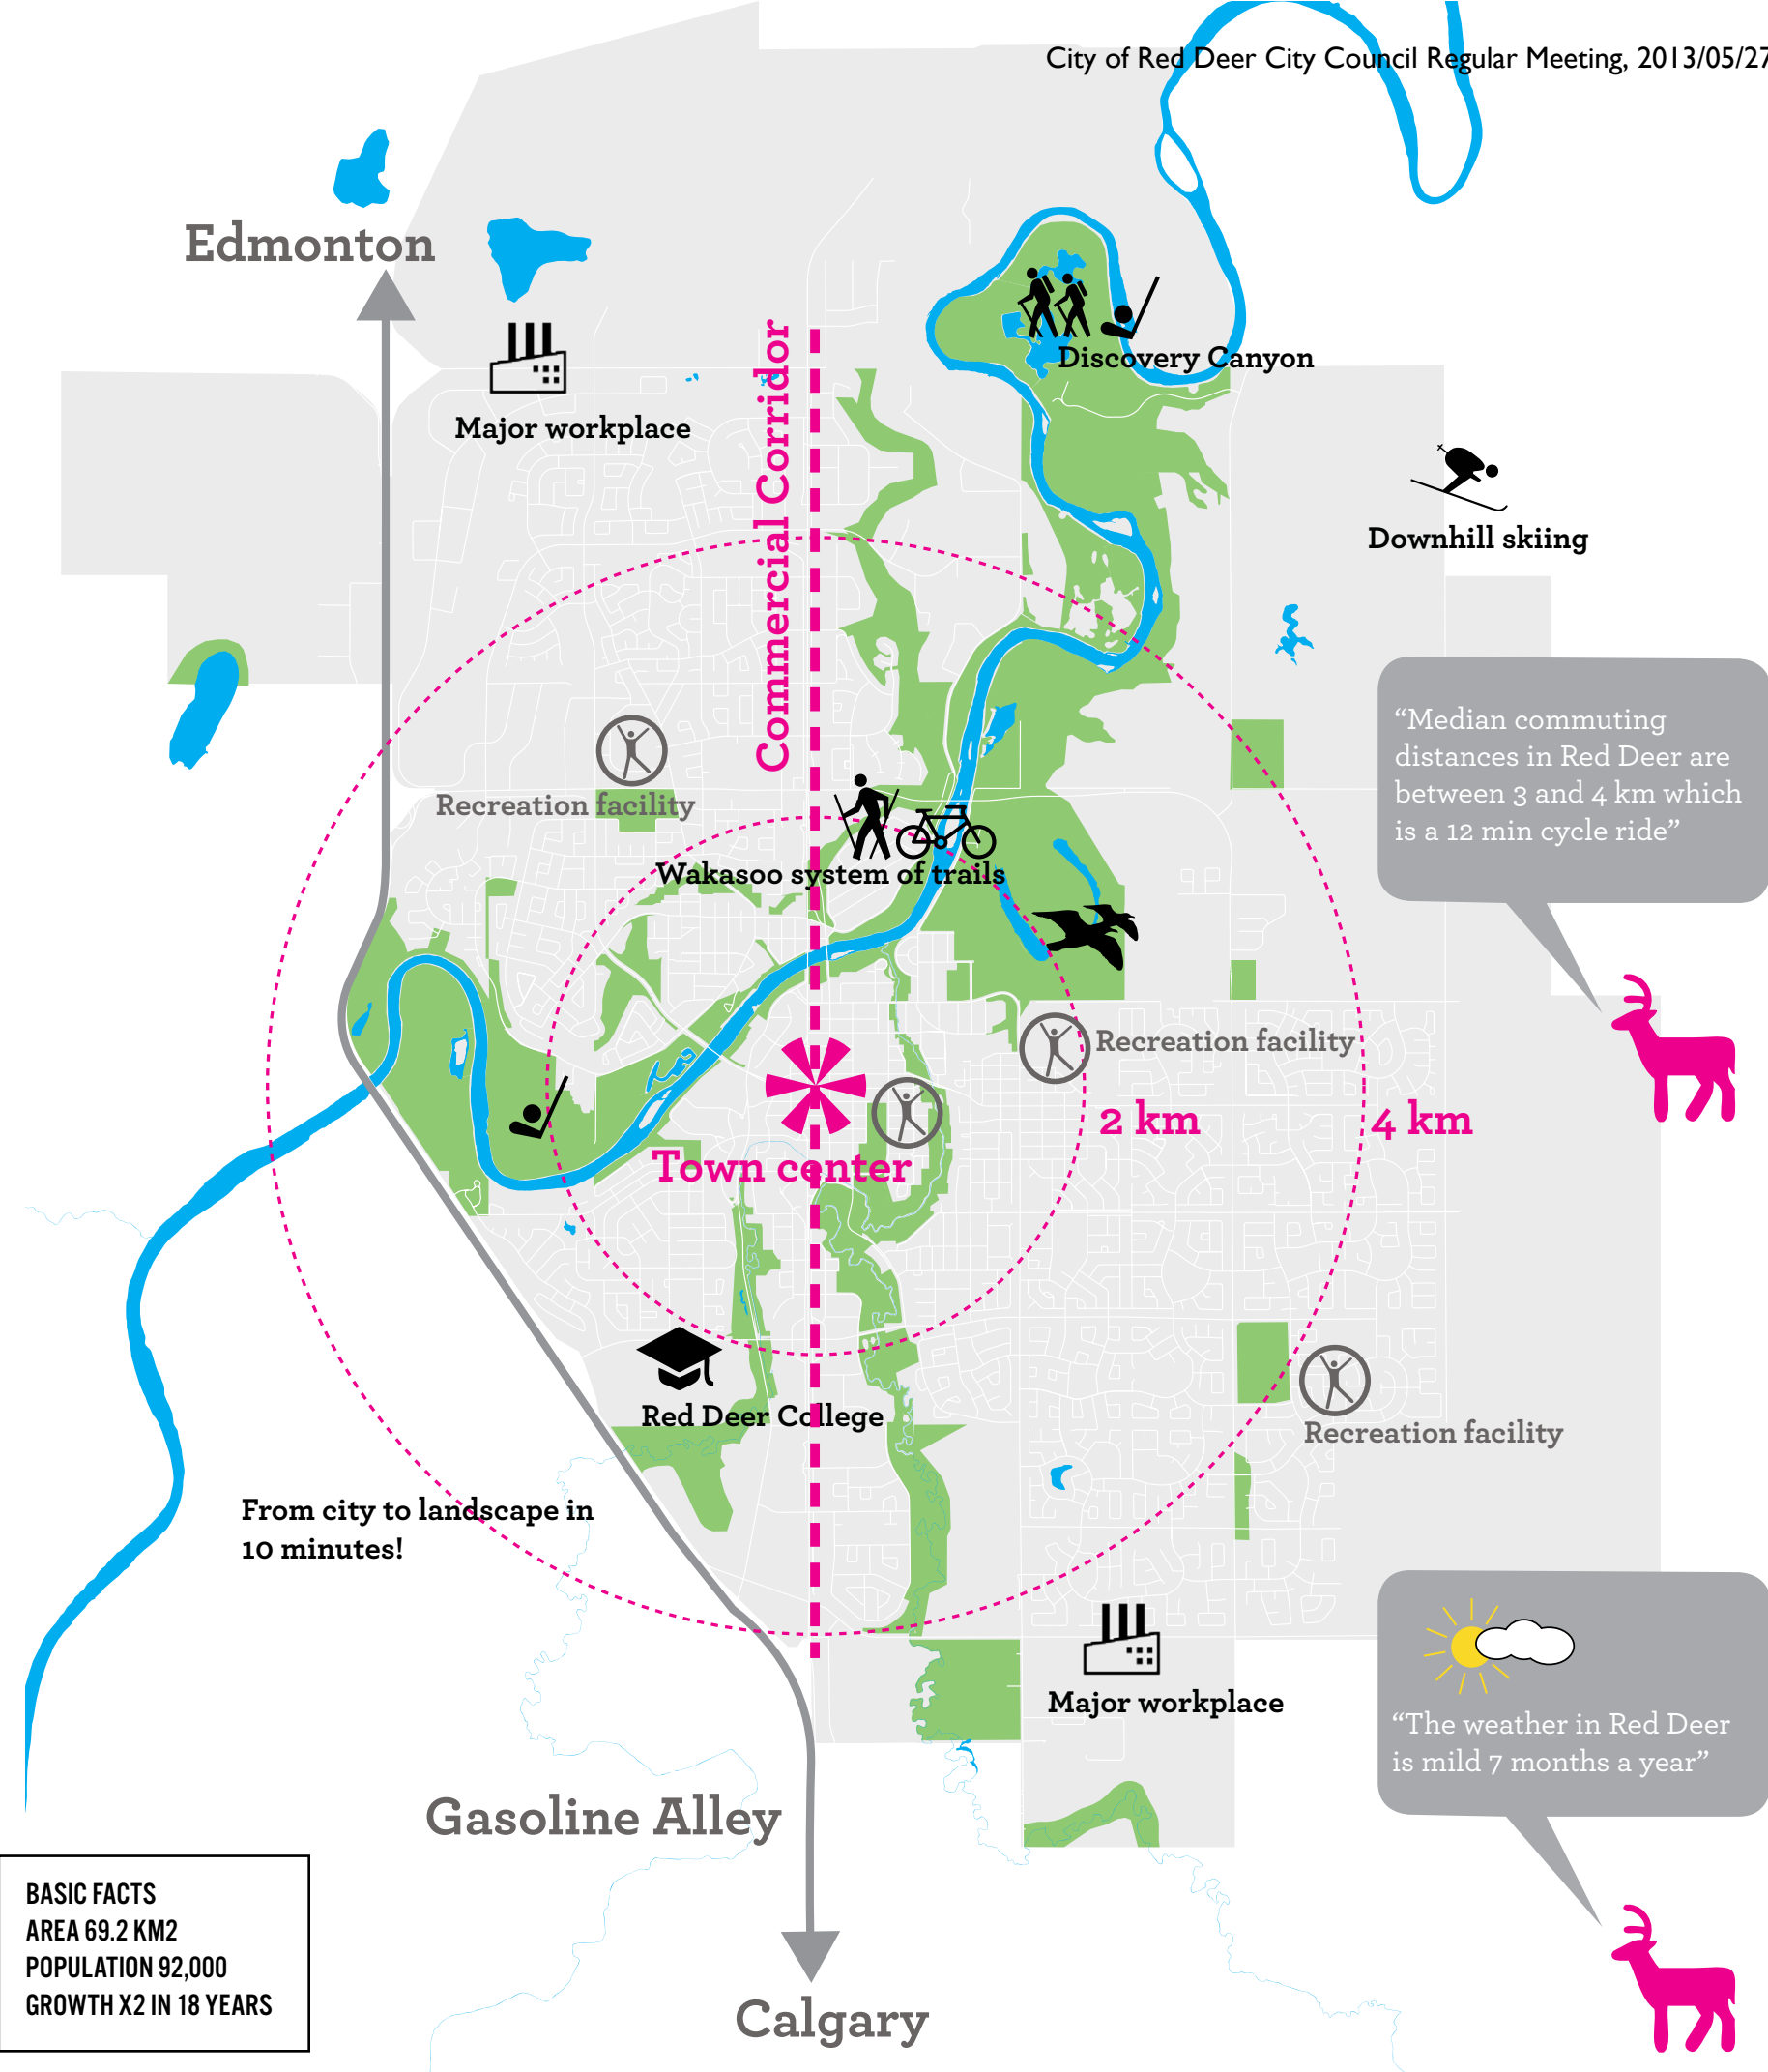 City of Red Deer City Council Regular Meeting, 2013/05/27
Edmonton
Commercial Corridor
Discovery Canyon
Major workplace
Downhill skiing
“Median commuting
distances in Red Deer are
between 3 and 4 km which
is a 12 min cycle ride”
Recreation facility
Wakasoo system of trails
Recreation facility
2 km
4 km
Town center
Red Deer College
Recreation facility
From city to landscape in
10 minutes!
Major workplace
“The weather in Red Deer
is mild 7 months a year”
Gasoline Alley
BASIC FACTS
AREA 69.2 KM2
POPULATION 92,000
GROWTH X2 IN 18 YEARS
Calgary